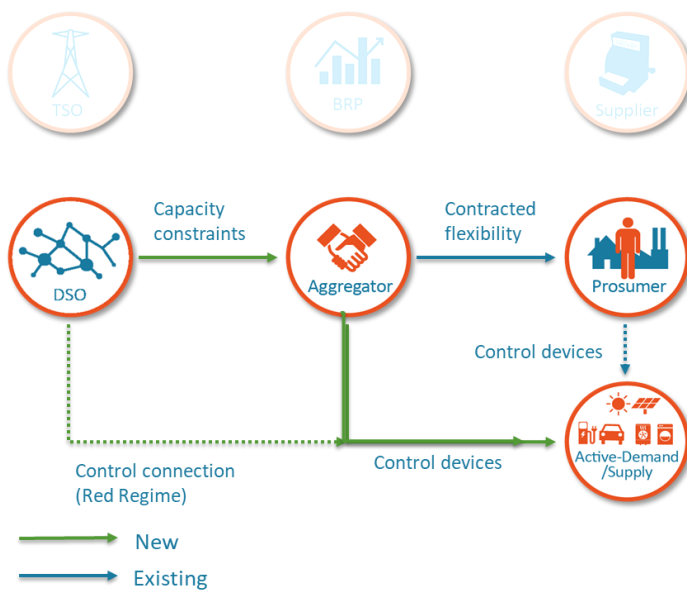 TSO
BRP
Supplier
Capacity
constraints
Contracted
flexibility
DSO
Aggregator
Prosumer
Control devices
Active-Demand
/Supply
Control devices
Control connection
(Red Regime)
New
Existing